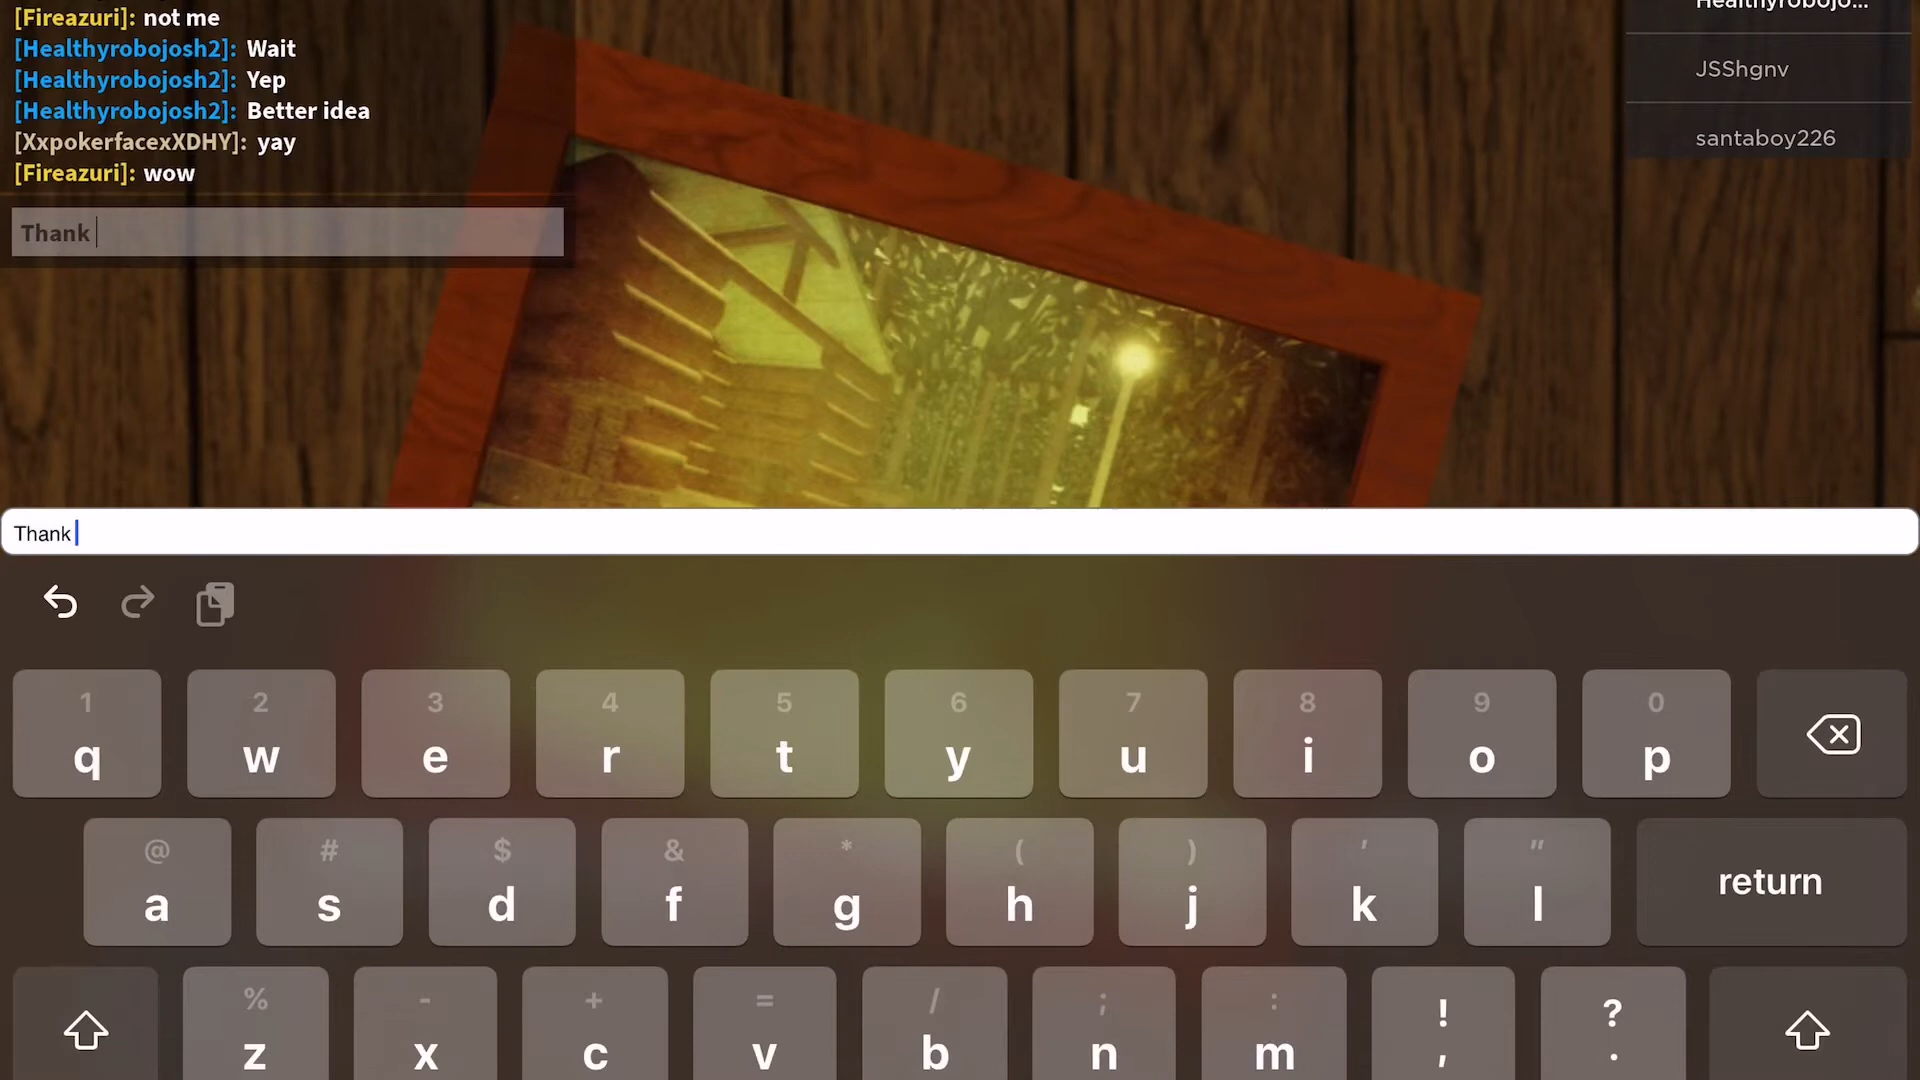 [Fireazuri]: not me
[Healthyrobojosh2]: Wait
[Healthyrobojosh2]: Yep
[Healthyrobojosh2]: Better idea
[XxpokerfacexXDHY]: yay
[Fireazuri]: wow
Thank
Healthyrobojo...
JSShgnv
santaboy226
Thank
1 2 3 4 5 6 7 8 9 0
q w e r t y u i o p
@ # $ & * ( ) ' "
a s d f g h j k l return
% - + = / ; : ! ?
z x c v b n m , .